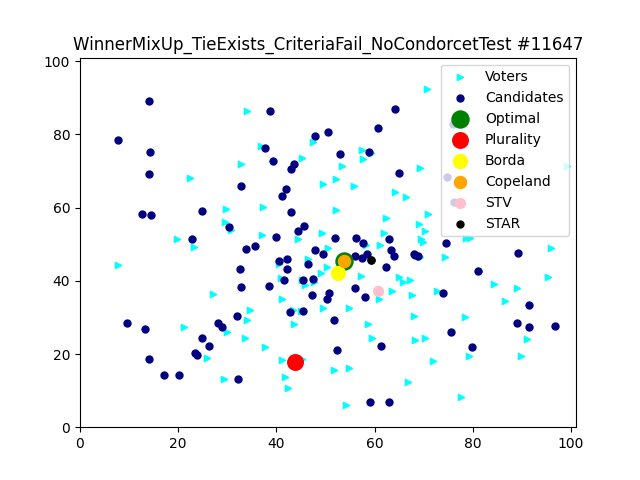 WinnerMixUp_TieExists_CriteriaFail_NoCondorcetTest #11647
100
80
60
40
20
0
0 20 40 60 80 100
Voters
Candidates
Optimal
Plurality
Borda
Copeland
STV
STAR